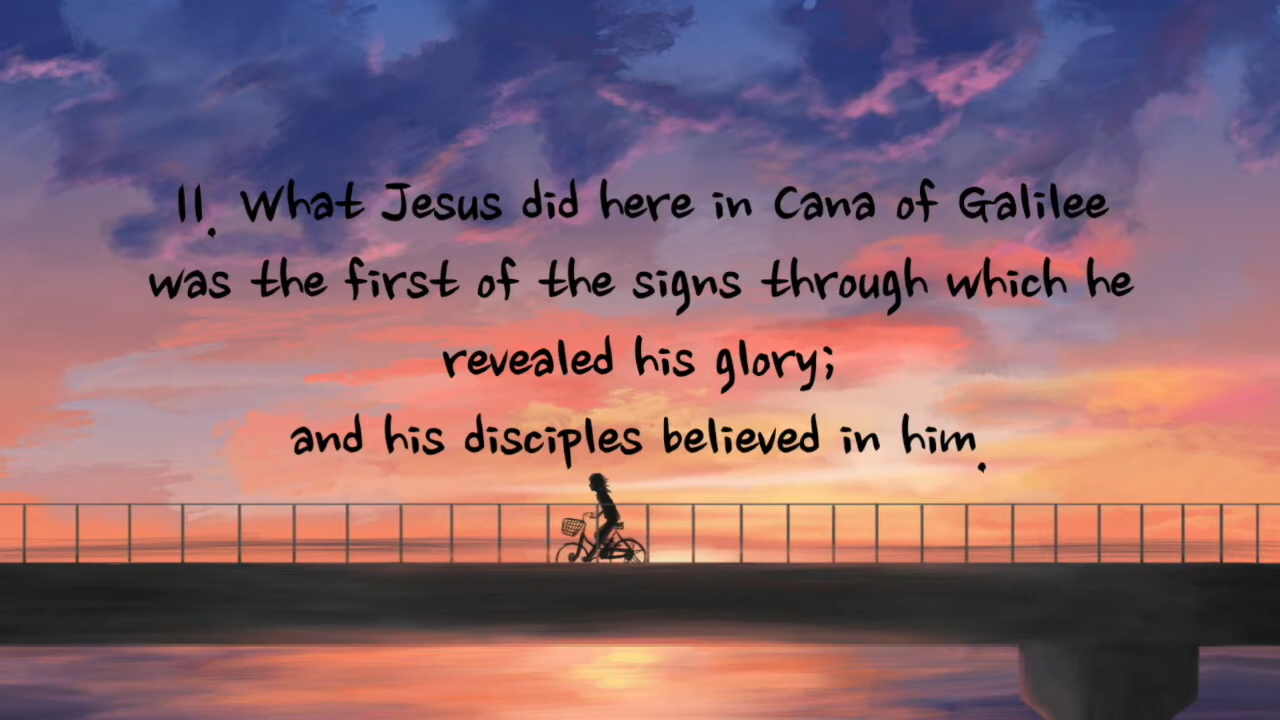 11. What Jesus did here in Cana of Galilee
was the first of the signs through which he
revealed his glory;
and his disciples believed in him.